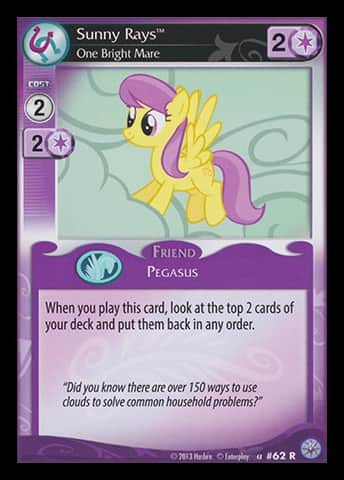 Sunny Rays™
One Bright Mare
2
COST
2
2
FRIEND
PEGASUS
When you play this card, look at the top 2 cards of
your deck and put them back in any order.
“Did you know there are over 150 ways to use
clouds to solve common household problems?”
© 2013 Hasbro. © Enterplay. α #62 R